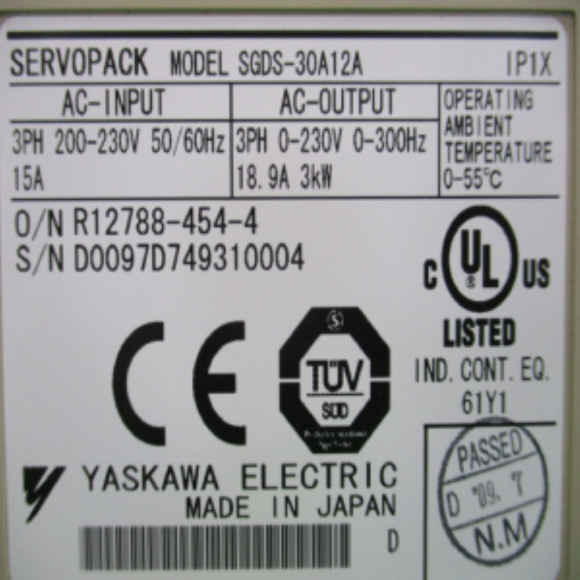 SERVOPACK MODEL SGDS-30A12A IP1X
AC-INPUT
3PH 200-230V 50/60Hz
15A
AC-OUTPUT
3PH 0-230V 0-300Hz
18.9A 3kW
OPERATING
AMBIENT
TEMPERATURE
0-55℃
O/N R12788-454-4
S/N D0097D749310004
C UL US
®
LISTED
IND. CONT. EQ.
61Y1
CE
TÜV
SÜD
YASKAWA ELECTRIC
MADE IN JAPAN
D
PASSED
D '09. 7
N.M